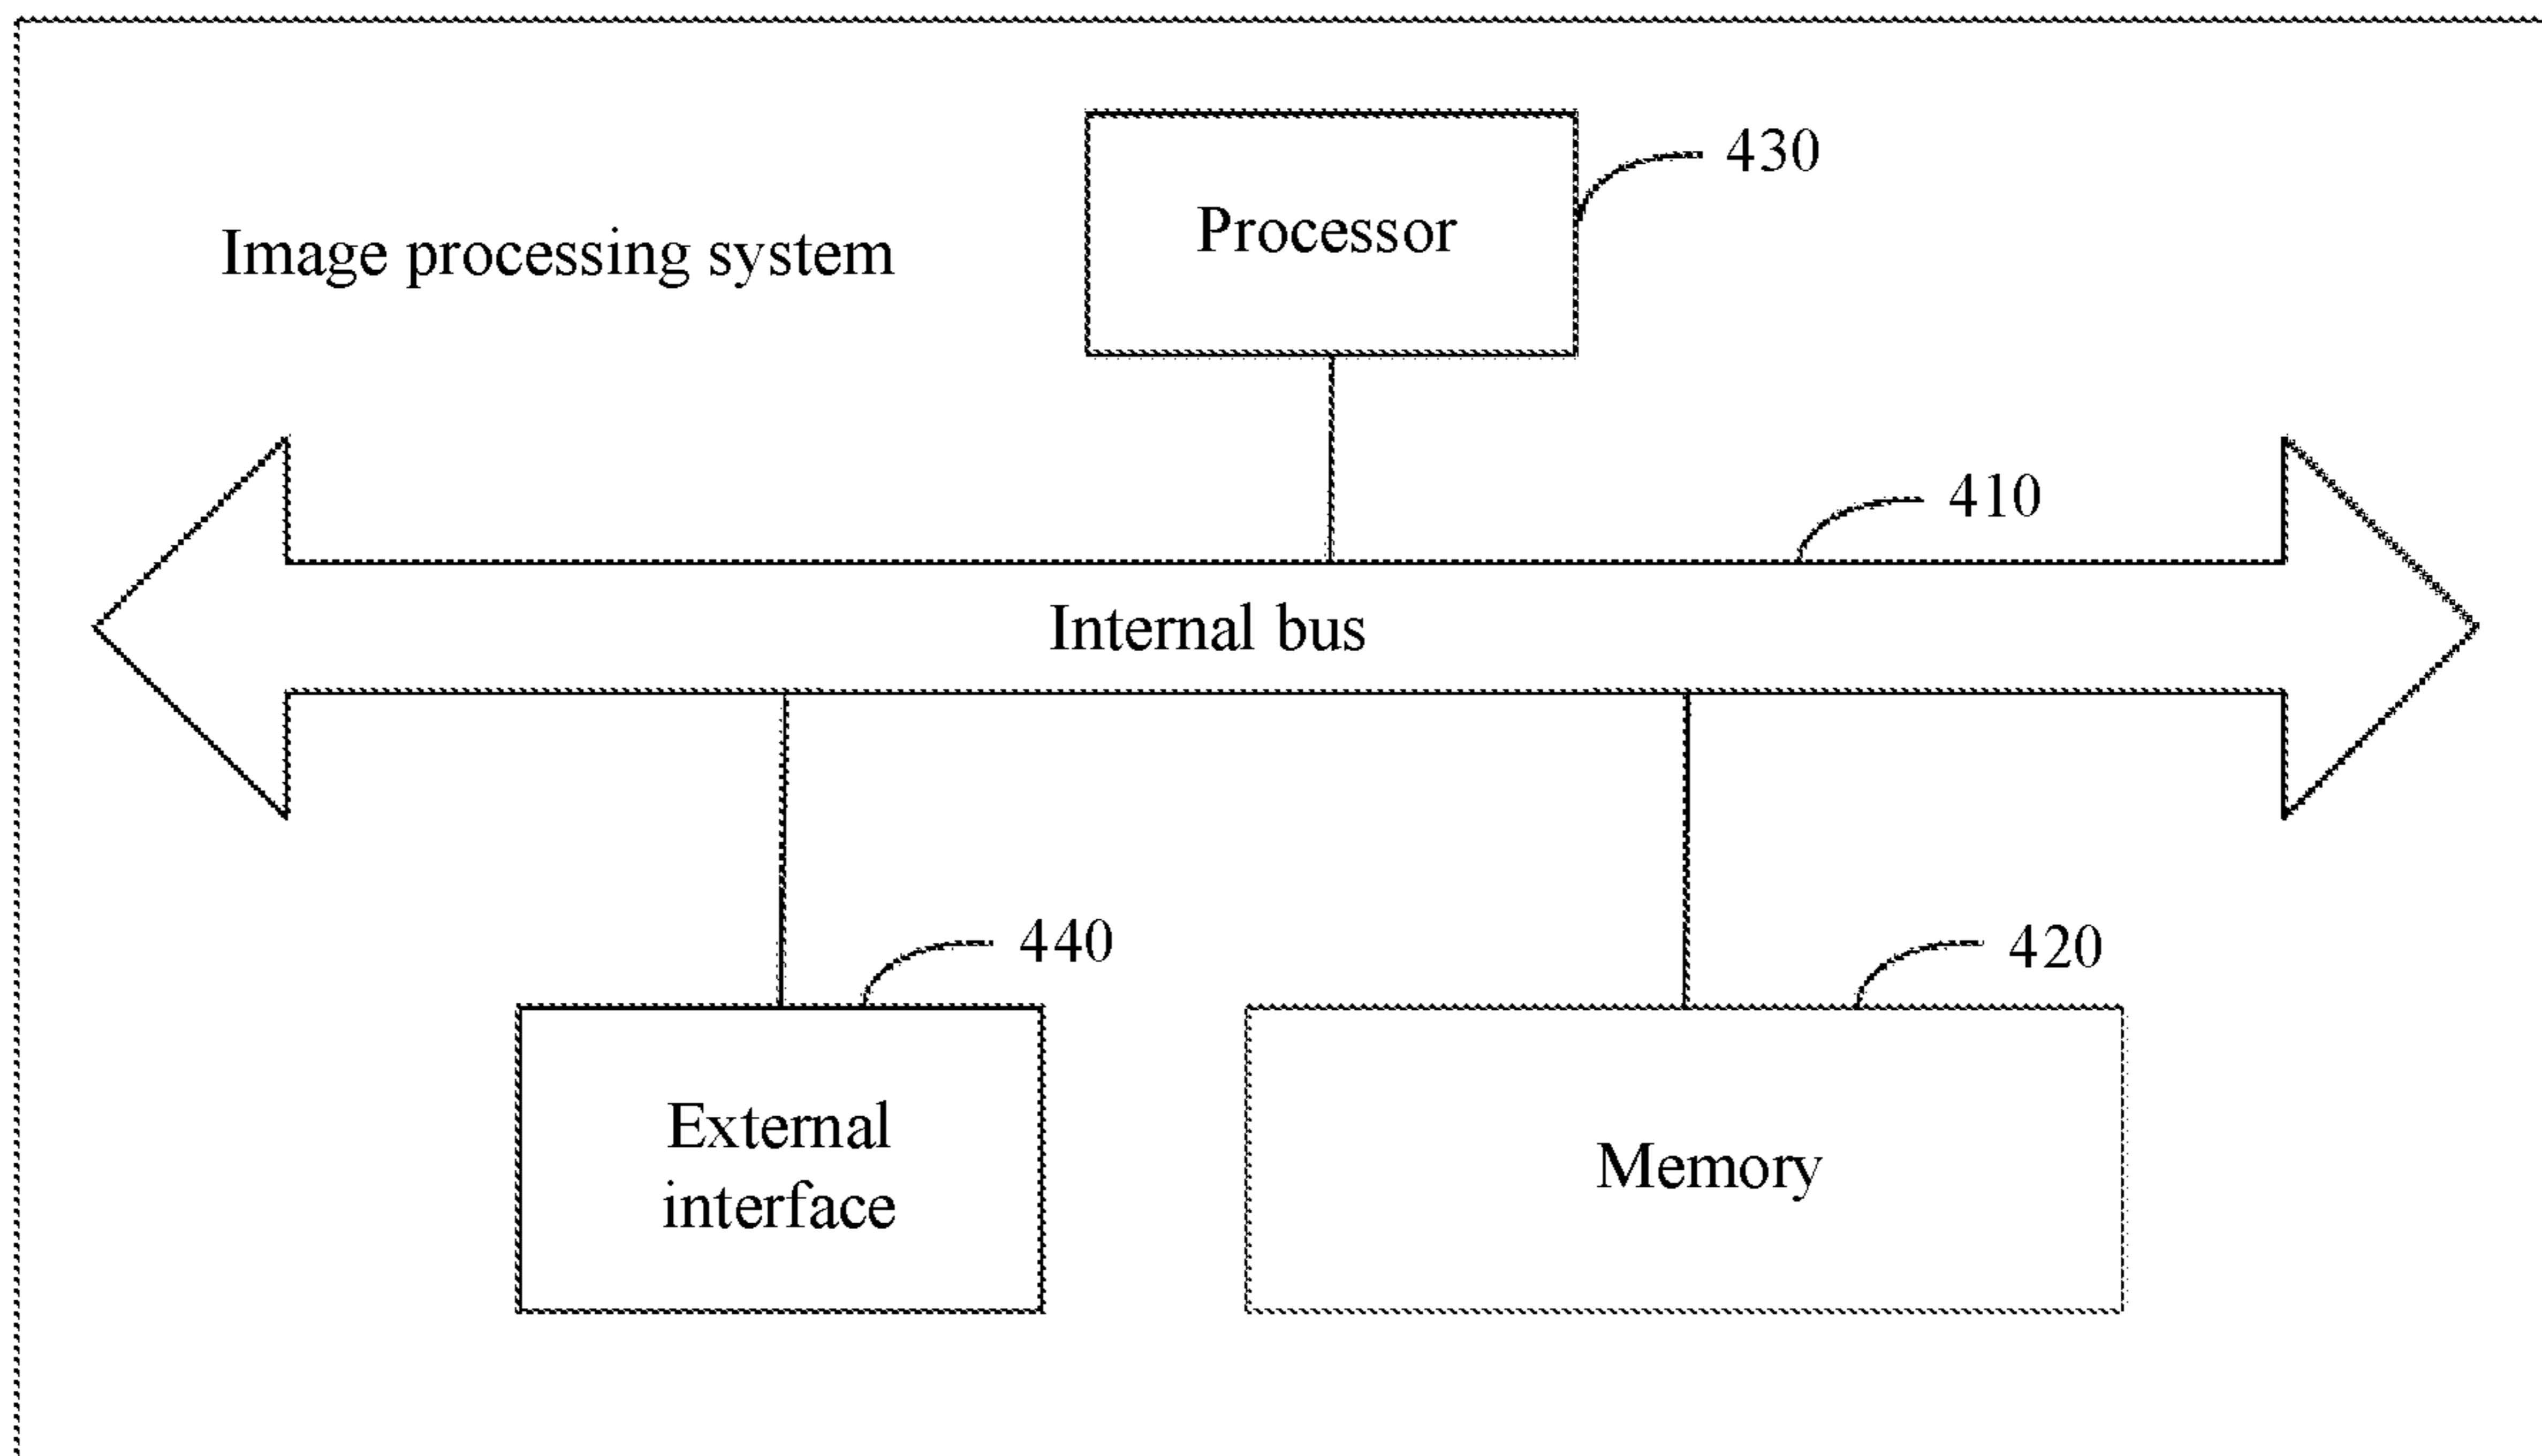 430
Processor
Image processing system
410
Internal bus
440
420
External
interface
Memory